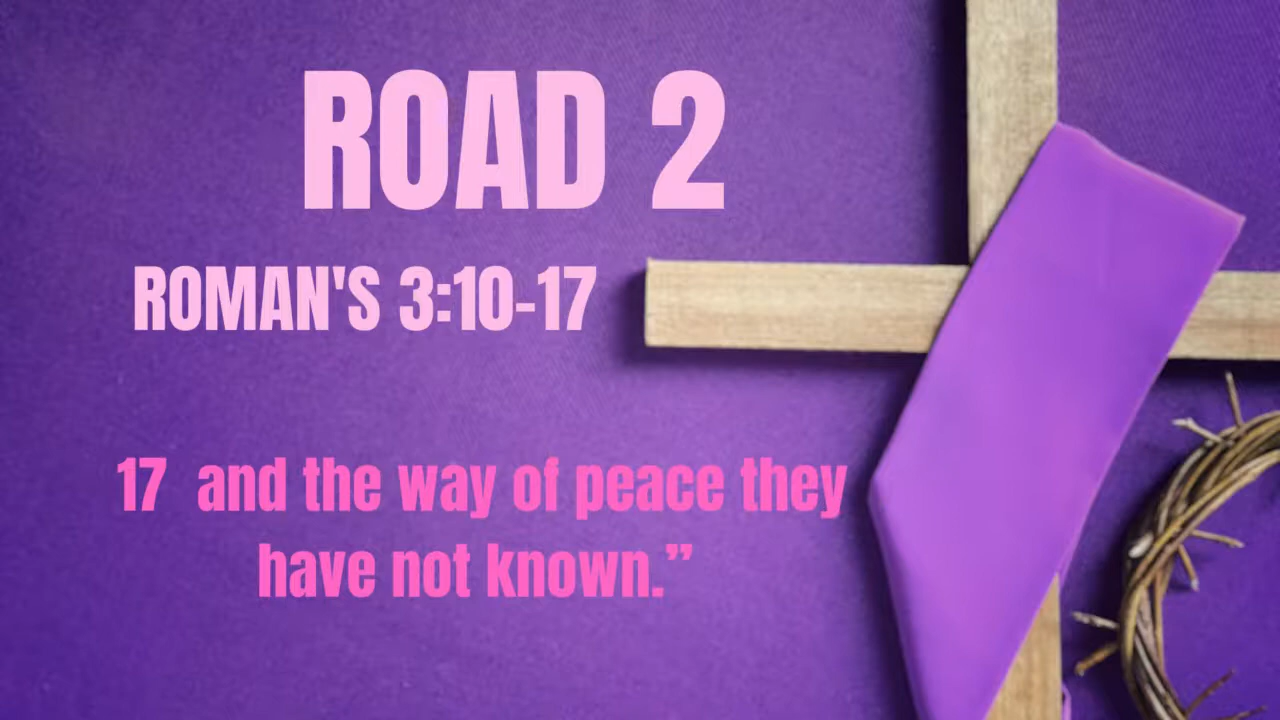 ROAD 2
ROMAN'S 3:10-17
17  and the way of peace they
have not known.”